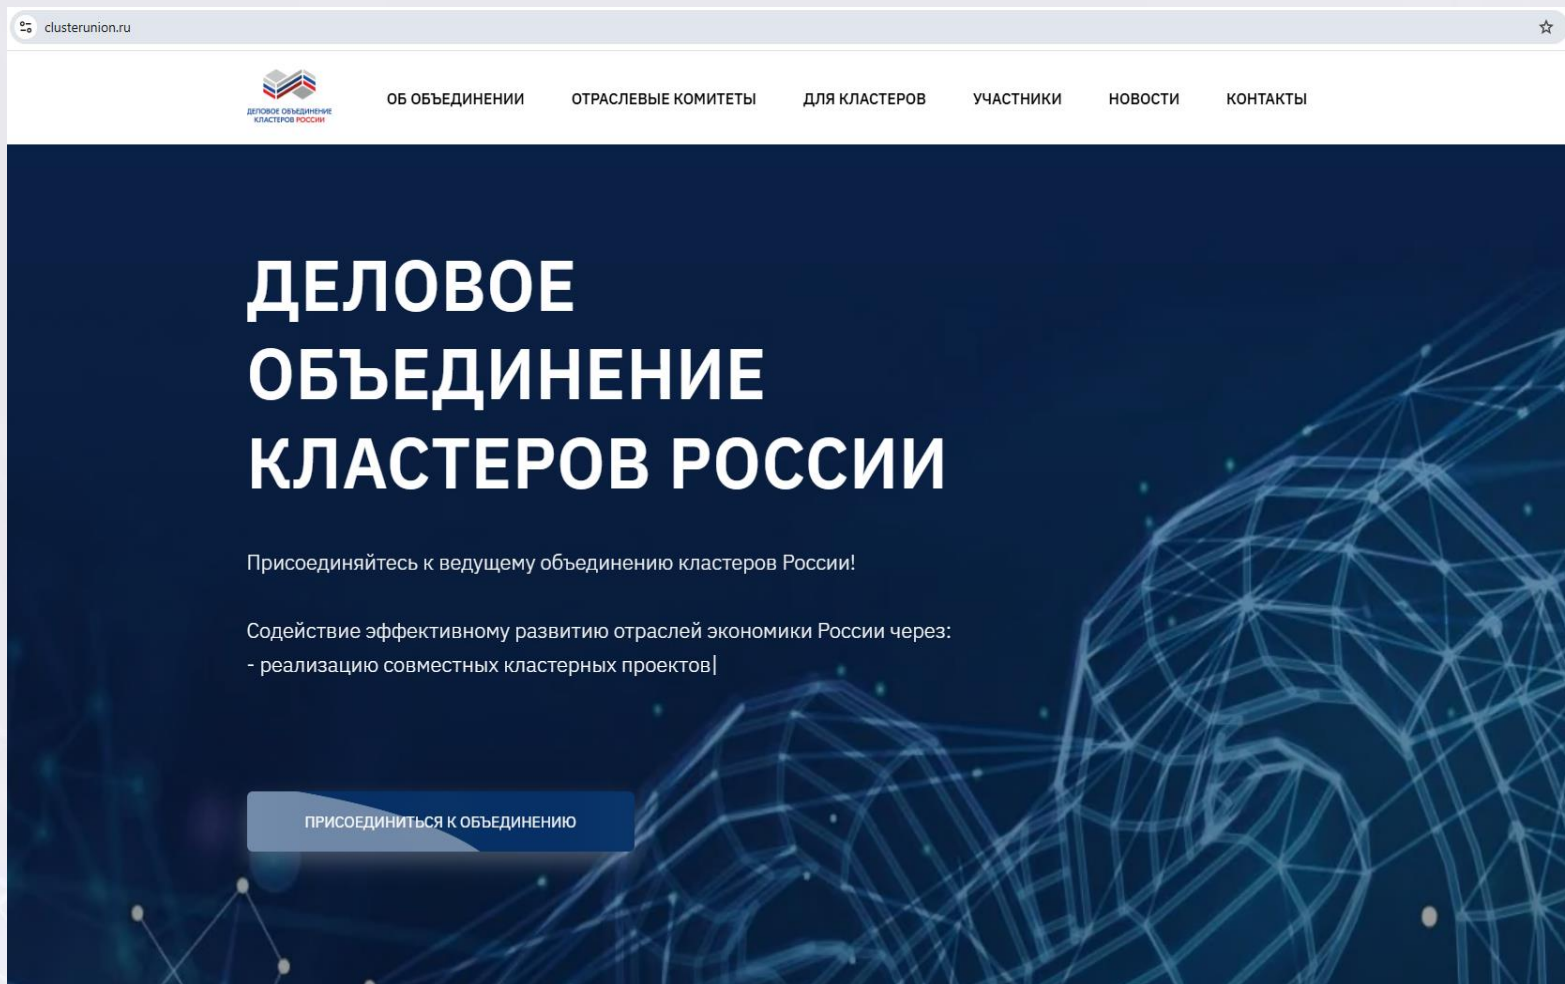 clusterunion.ru
ДЕЛОВОЕ ОБЪЕДИНЕНИЕ
КЛАСТЕРОВ РОССИИ
ОБ ОБЪЕДИНЕНИИ
ОТРАСЛЕВЫЕ КОМИТЕТЫ
ДЛЯ КЛАСТЕРОВ
УЧАСТНИКИ
НОВОСТИ
КОНТАКТЫ
ДЕЛОВОЕ
ОБЪЕДИНЕНИЕ
КЛАСТЕРОВ РОССИИ
Присоединяйтесь к ведущему объединению кластеров России!
Содействие эффективному развитию отраслей экономики России через:
- реализацию совместных кластерных проектов|
ПРИСОЕДИНИТЬСЯ К ОБЪЕДИНЕНИЮ